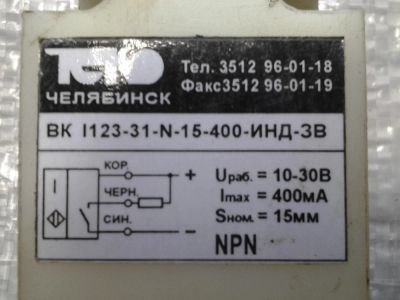 ТЕКО
Тел. 3512 96-01-18
ЧЕЛЯБИНСК
Факс3512 96-01-19
ВК I123-31-N-15-400-ИНД-3В
КОР.
+
I
ЧЕРН.
СИН.
−
Uраб. = 10-30В
Imax = 400мА
Sном. = 15мм
NPN